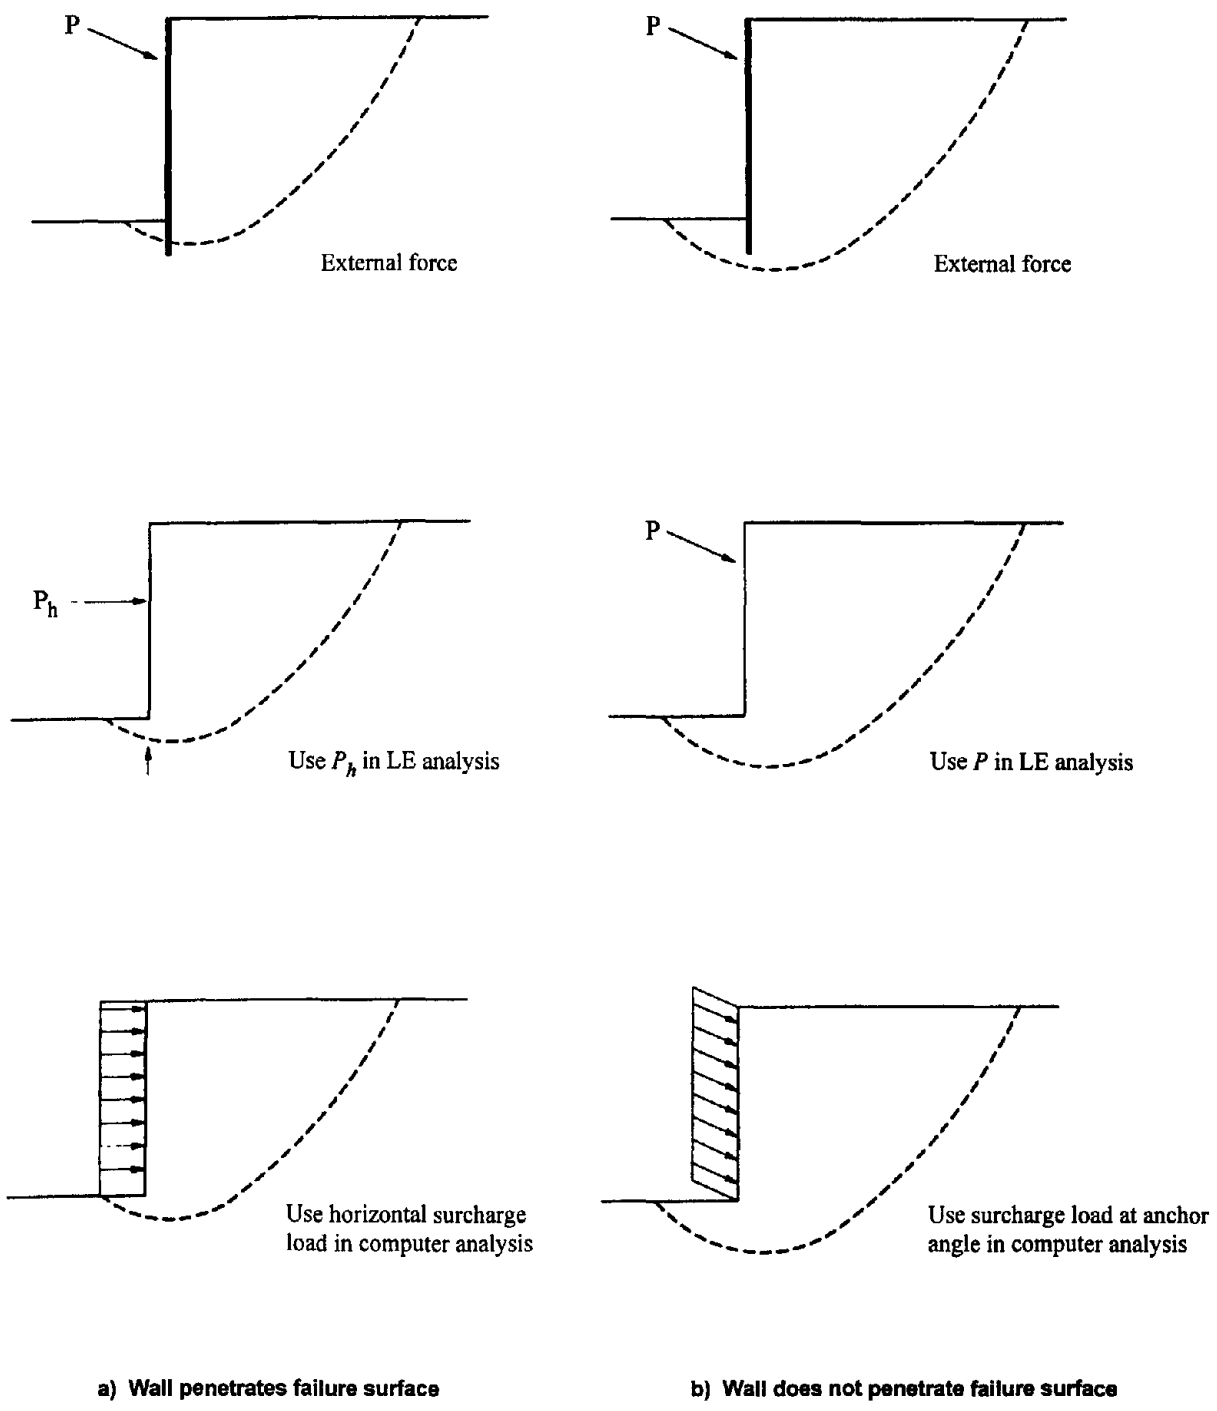 P
P
External force
External force
P
P_h
Use P_h in LE analysis
Use P in LE analysis
Use horizontal surcharge
load in computer analysis
Use surcharge load at anchor
angle in computer analysis
a) Wall penetrates failure surface
b) Wall does not penetrate failure surface